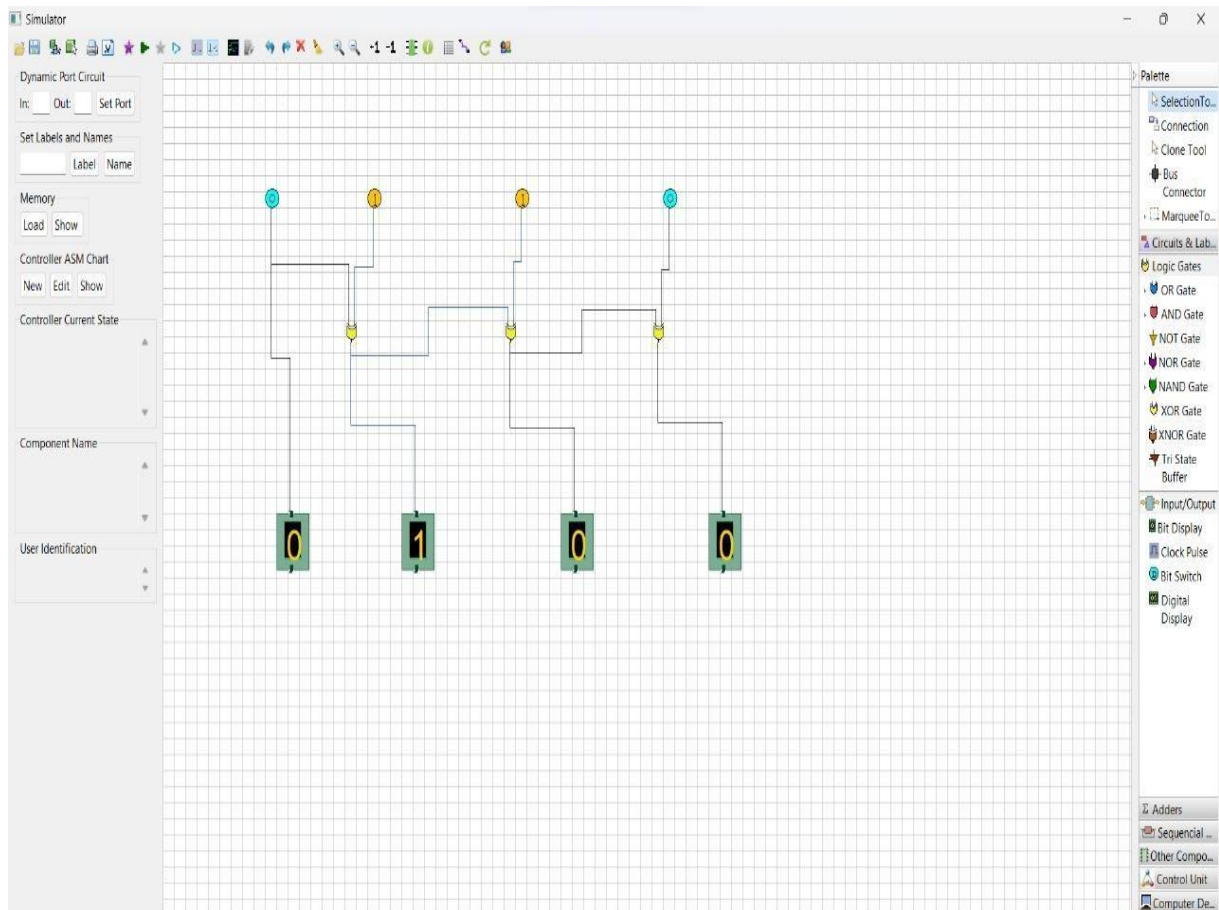 Simulator
-1 -1
Dynamic Port Circuit
In: Out: Set Port
Set Labels and Names
Label Name
Memory
Load Show
Controller ASM Chart
New Edit Show
Controller Current State
Component Name
User Identification
0 1 1 0
0 1 0 0
Palette
SelectionTo...
Connection
Clone Tool
Bus
Connector
MarqueeTo...
Circuits & Lab...
Logic Gates
OR Gate
AND Gate
NOT Gate
NOR Gate
NAND Gate
XOR Gate
XNOR Gate
Tri State
Buffer
Input/Output
Bit Display
Clock Pulse
Bit Switch
Digital
Display
Σ Adders
Sequential ...
Other Compo...
Control Unit
Computer De...